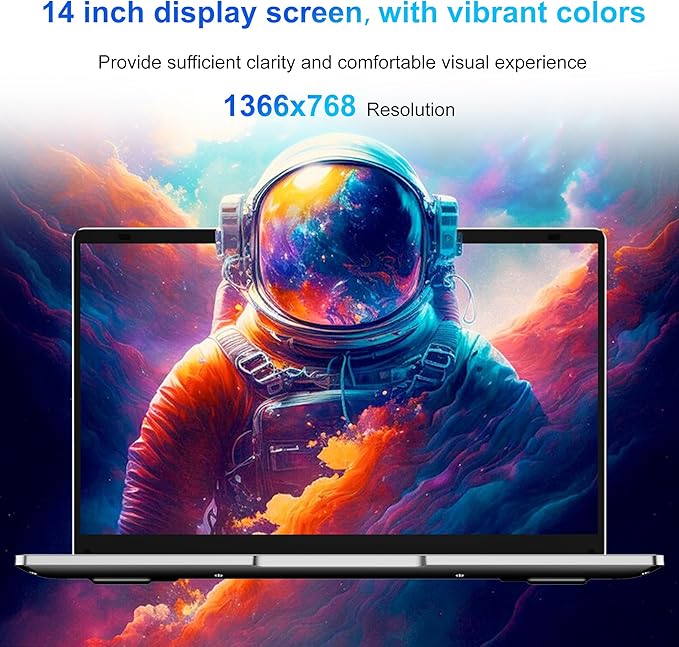 14 inch display screen, with vibrant colors
Provide sufficient clarity and comfortable visual experience
1366x768 Resolution